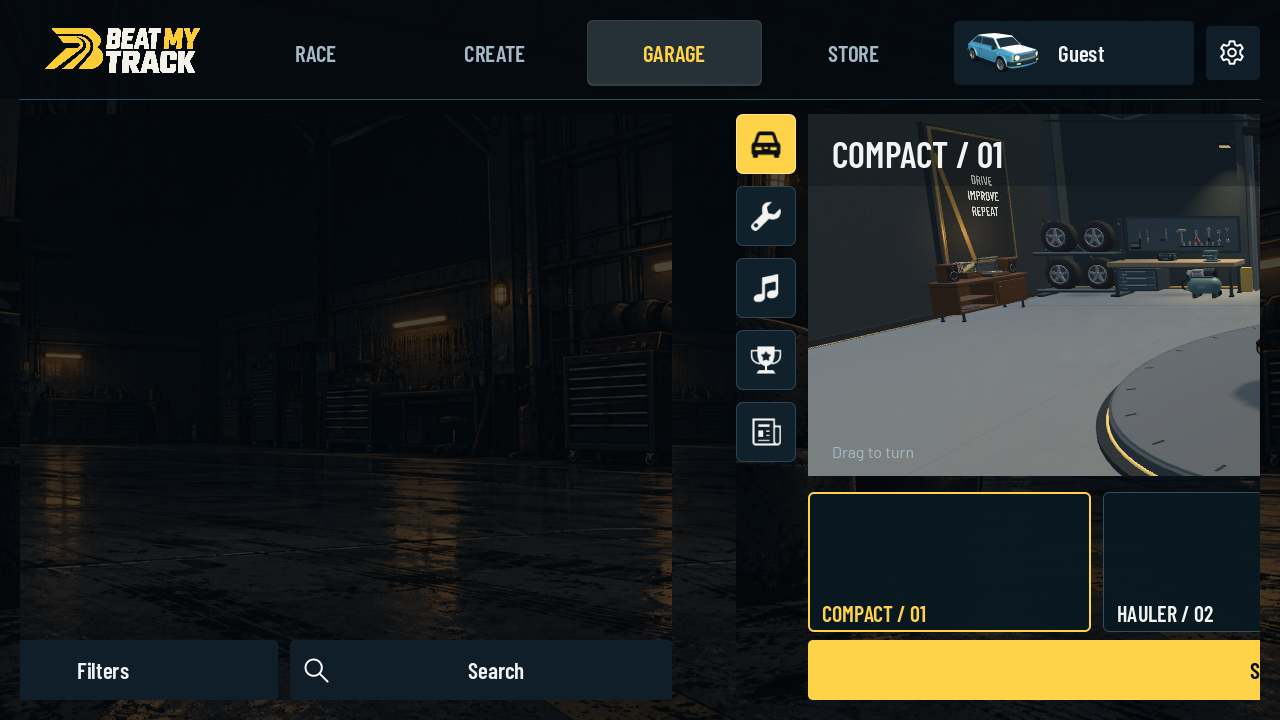 BEAT MY
TRACK
RACE
CREATE
GARAGE
STORE
Guest
COMPACT / 01
DRIVE
IMPROVE
REPEAT
Drag to turn
COMPACT / 01
HAULER / 02
Filters
Search
S